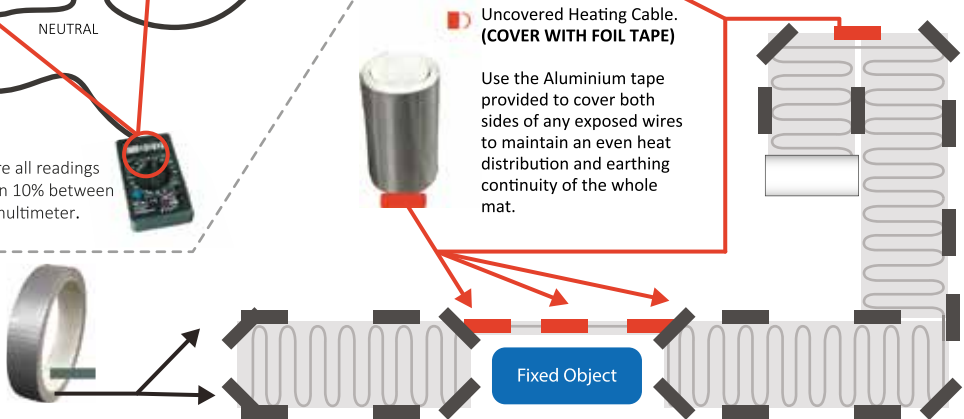 NEUTRAL
Uncovered Heating Cable.
(COVER WITH FOIL TAPE)
Use the Aluminium tape
provided to cover both
sides of any exposed wires
to maintain an even heat
distribution and earthing
continuity of the whole
mat.
all readings
10% between
multimeter.
Fixed Object